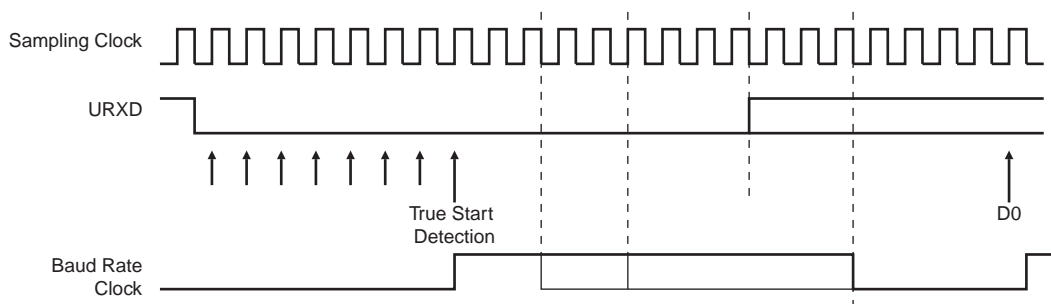 Sampling Clock
URXD
True Start
Detection
D0
Baud Rate
Clock